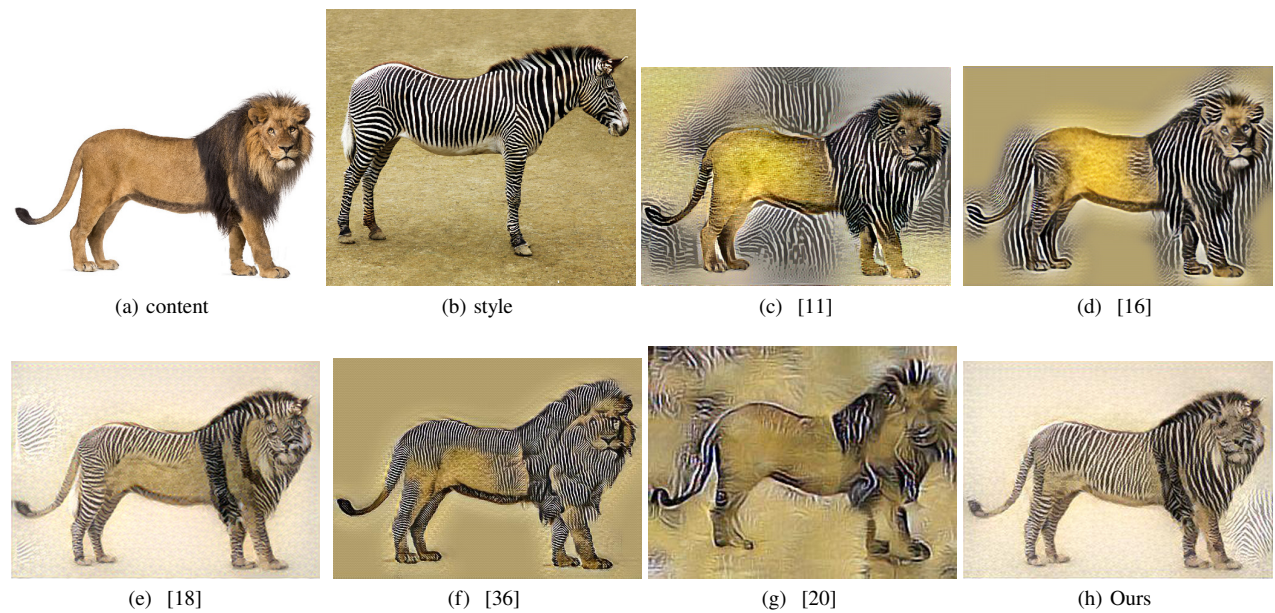 (a) content
(b) style
(c) [11]
(d) [16]
(e) [18]
(f) [36]
(g) [20]
(h) Ours